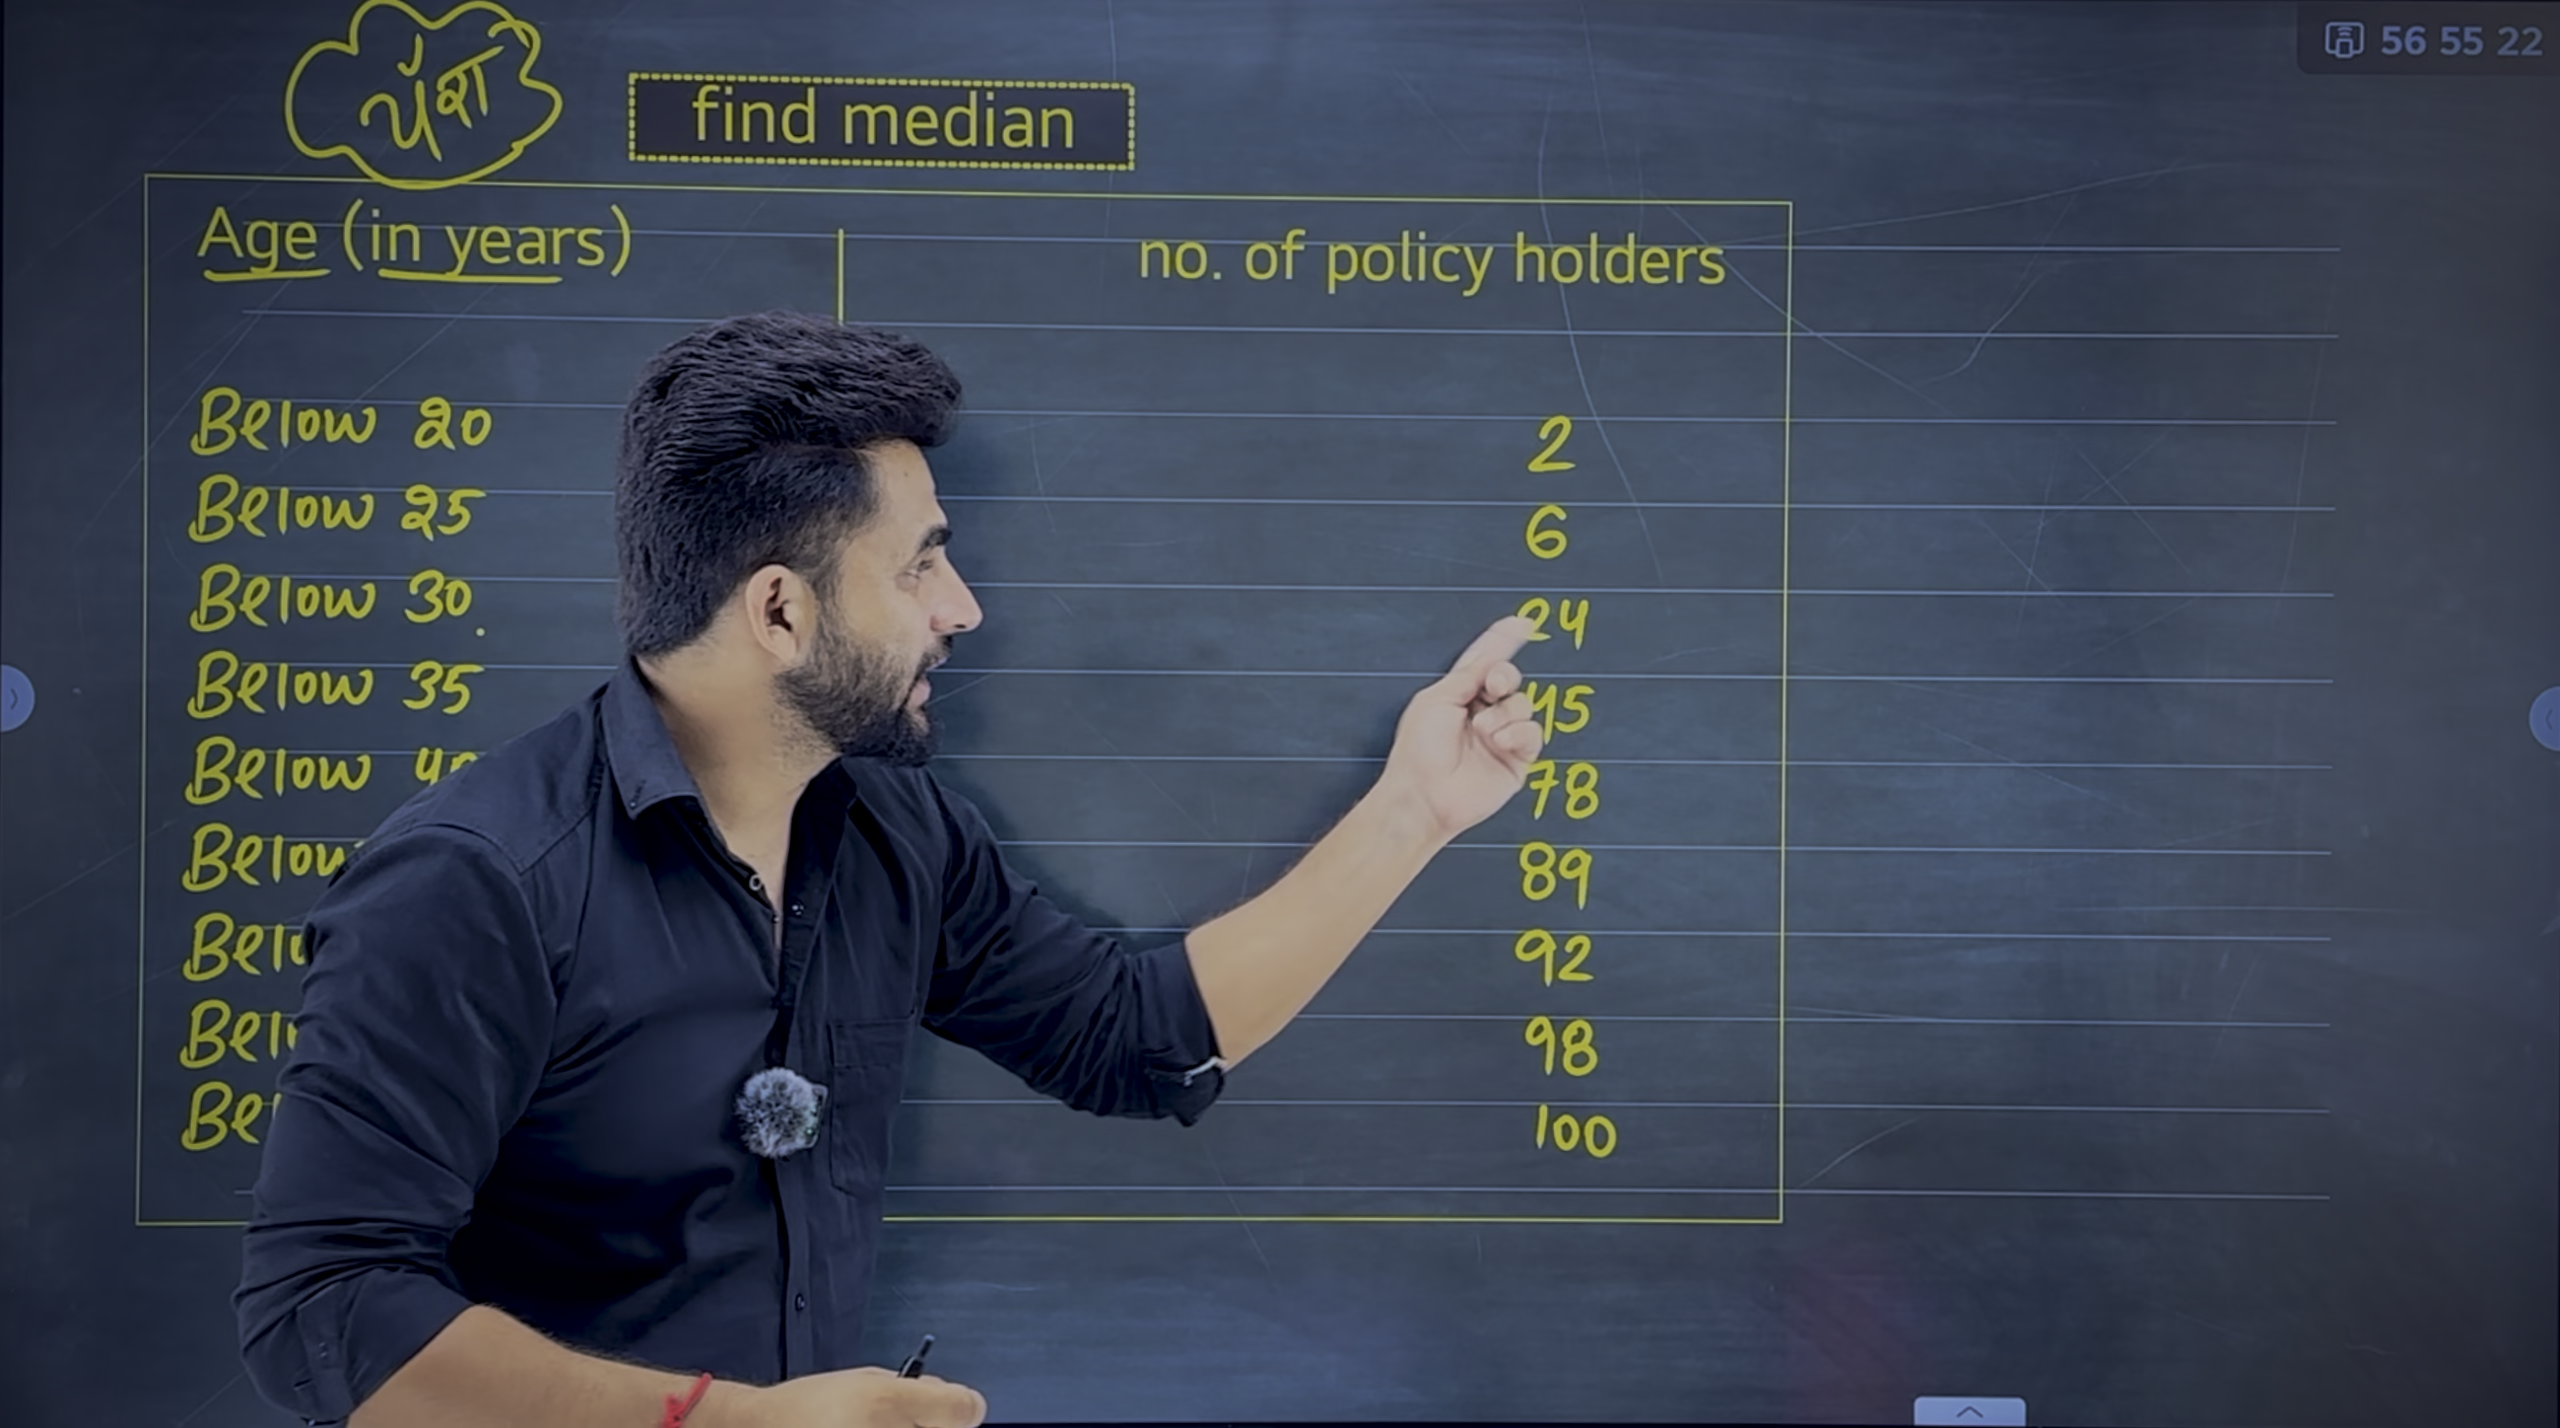 56 55 22
find median
Age (in years) no. of policy holders
Below 20 2
Below 25 6
Below 30 24
Below 35 45
Below 78
89
92
98
100